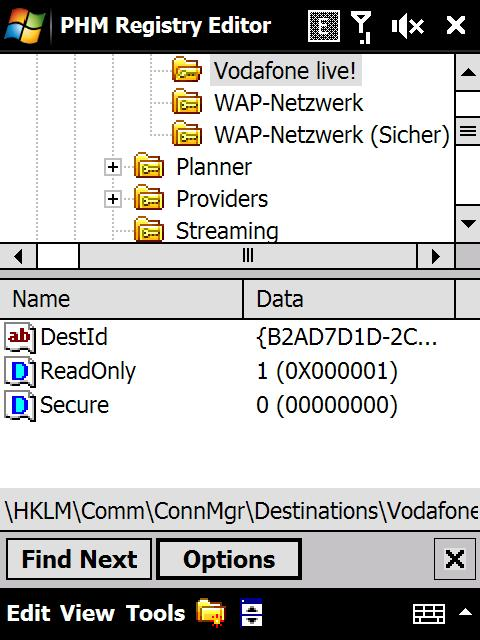 PHM Registry Editor E
Vodafone live!
WAP-Netzwerk
WAP-Netzwerk (Sicher)
Planner
Providers
Streaming
Name Data
ab DestId {B2AD7D1D-2C...
D ReadOnly 1 (0X000001)
D Secure 0 (00000000)
\HKLM\Comm\ConnMgr\Destinations\Vodafone
Find Next Options
Edit View Tools